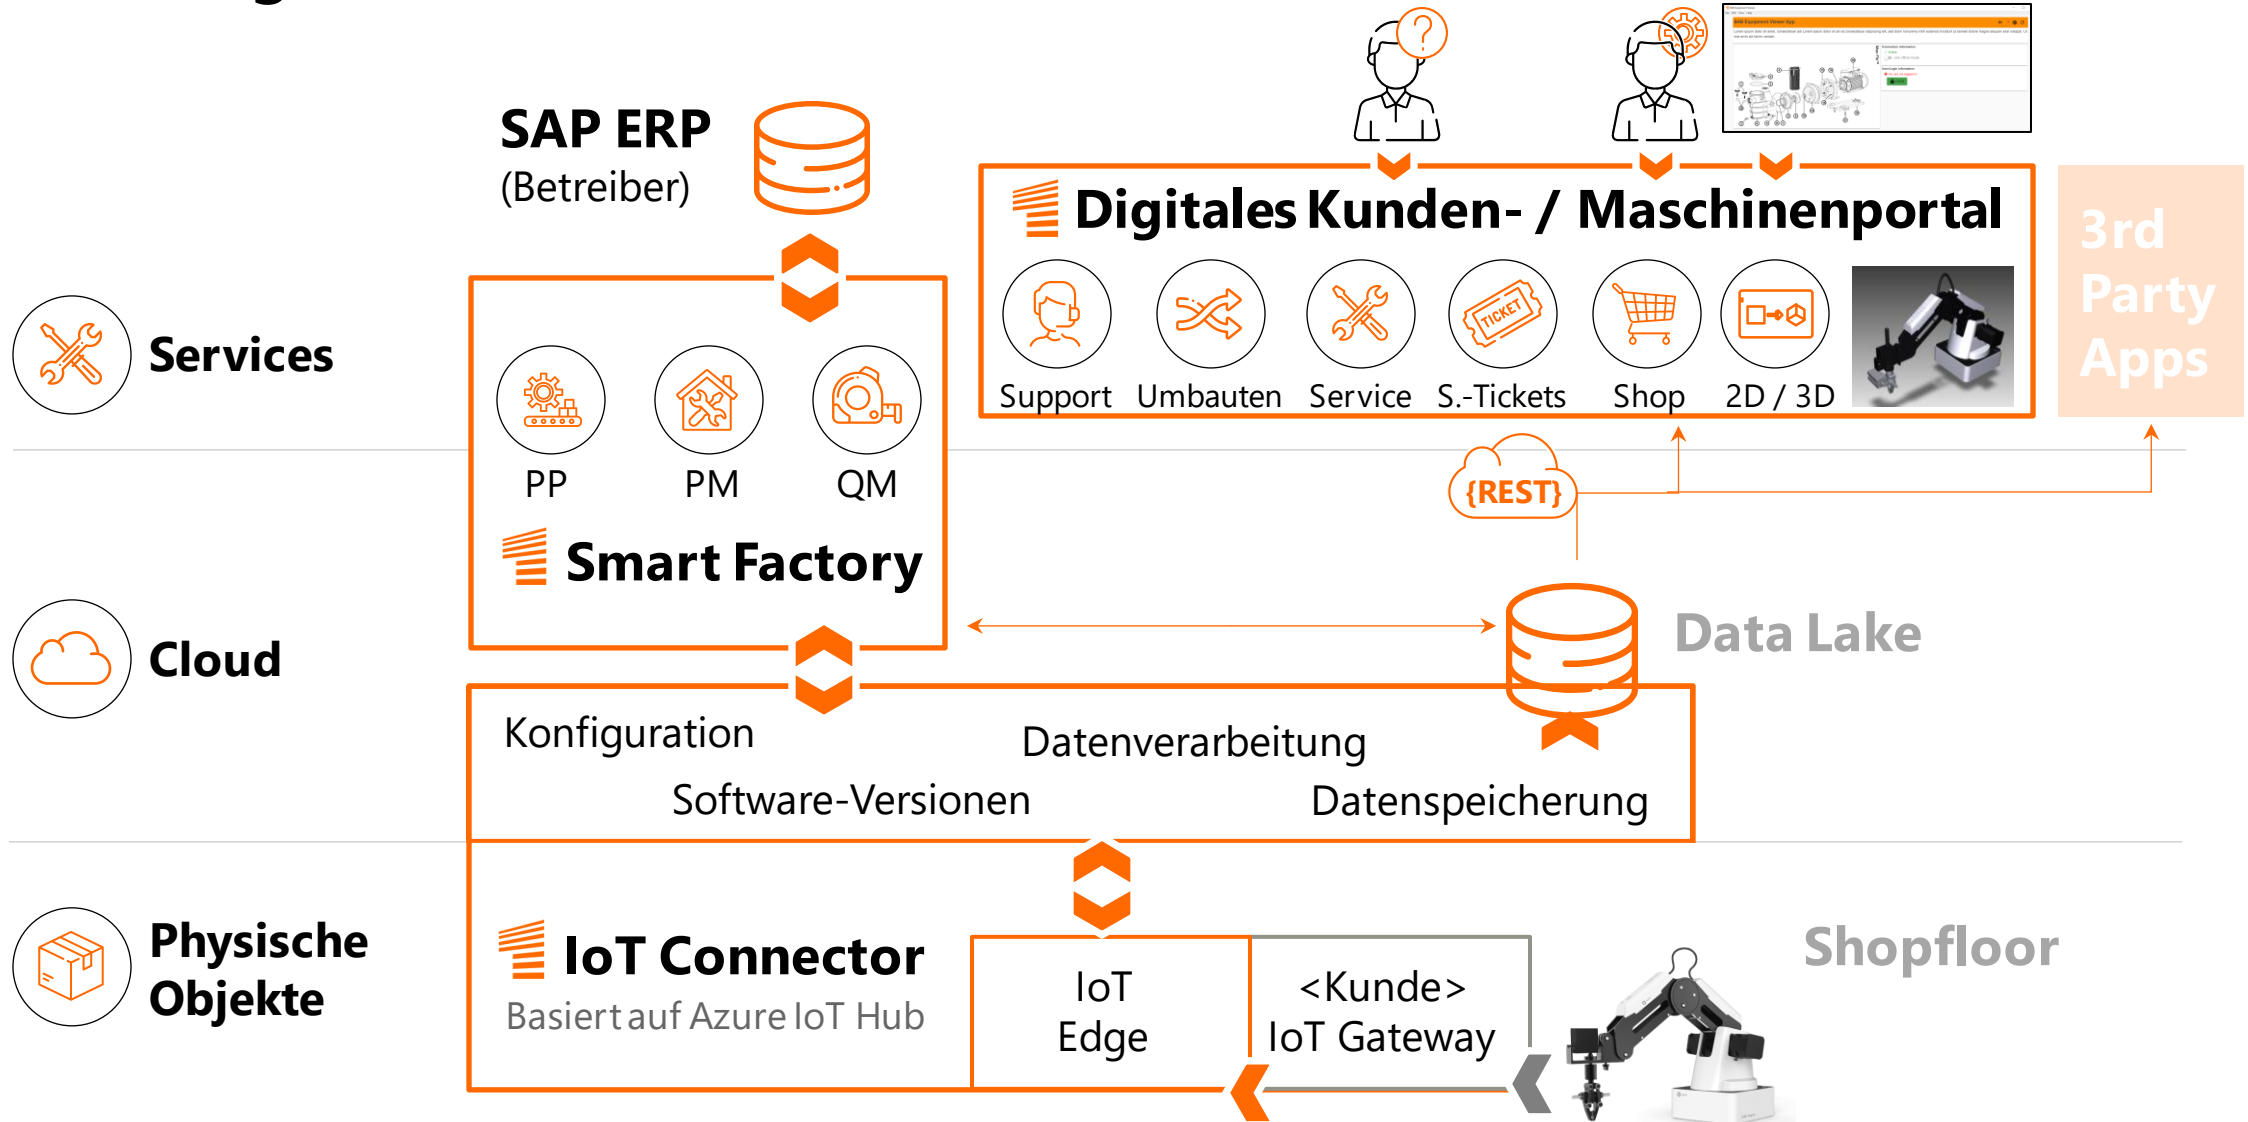 SAP ERP
(Betreiber)
Digitales Kunden- / Maschinenportal
3rd
Party
Apps
TICKET
Support
Umbauten
Service
S.-Tickets
Shop
2D / 3D
Services
PP
PM
QM
{REST}
Smart Factory
Cloud
Data Lake
Konfiguration
Datenverarbeitung
Software-Versionen
Datenspeicherung
Physische
Objekte
IoT Connector
Basiert auf Azure IoT Hub
IoT
Edge
<Kunde>
IoT Gateway
Shopfloor